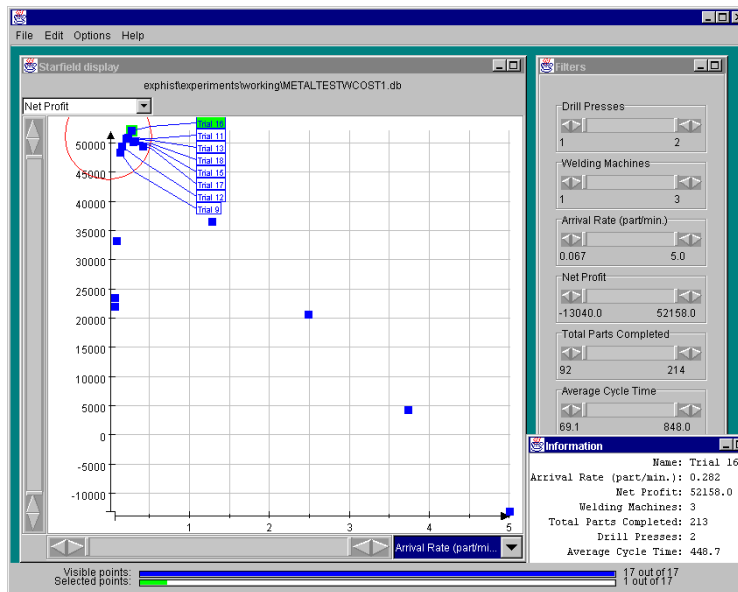 File Edit Options Help
Starfield display
exphist\experiments\working\METALTESTWCOST1.db
Net Profit
50000
45000
40000
35000
30000
25000
20000
15000
10000
5000
0
-5000
-10000
Trial 16
Trial 11
Trial 13
Trial 18
Trial 15
Trial 17
Trial 12
Trial 9
1 2 3 4 5
Arrival Rate (part/mi...
Filters
Drill Presses
1 2
Welding Machines
1 3
Arrival Rate (part/min.)
0.067 5.0
Net Profit
-13040.0 52158.0
Total Parts Completed
92 214
Average Cycle Time
69.1 848.0
Information
Name: Trial 16
Arrival Rate (part/min.): 0.282
Net Profit: 52158.0
Welding Machines: 3
Total Parts Completed: 213
Drill Presses: 2
Average Cycle Time: 448.7
Visible points: 17 out of 17
Selected points: 1 out of 17